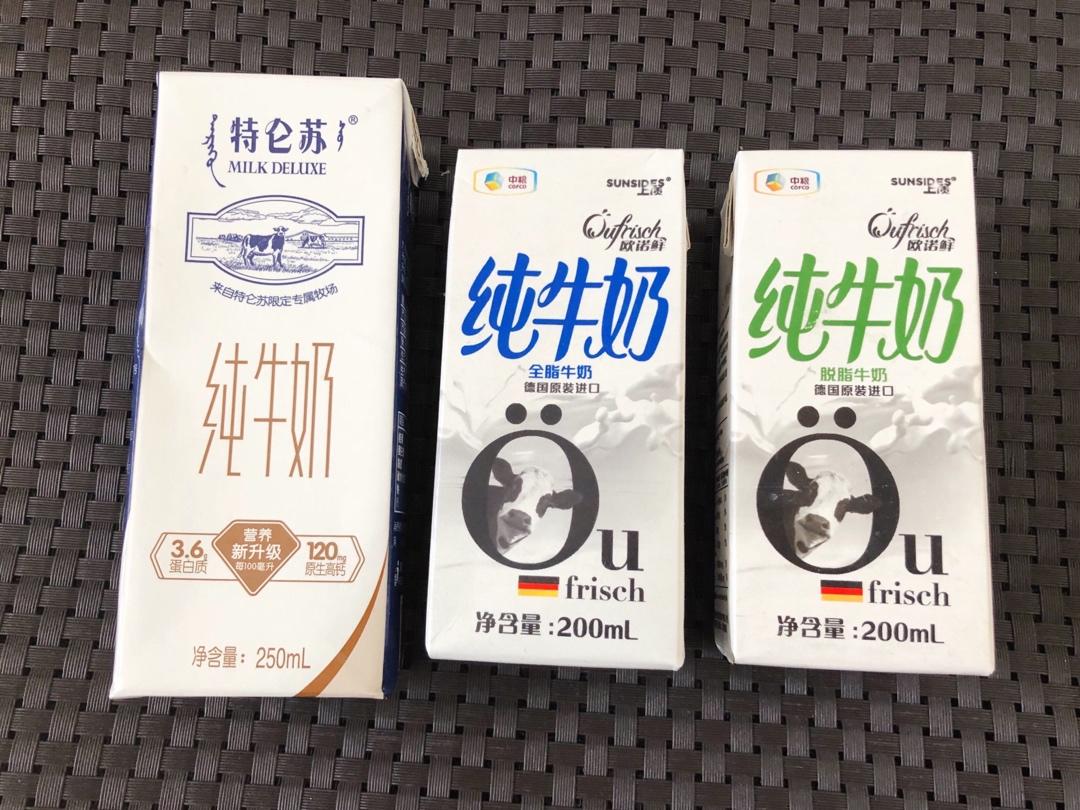 特仑苏®
MILK DELUXE
来自特仑苏限定专属牧场
纯牛奶
3.6g
蛋白质
营养
新升级
每100毫升
120mg
原生高钙
净含量：250mL
中粮
COFCO
SUNSIDES®
上质
Oufrisch
欧诺鲜
纯牛奶
全脂牛奶
德国原装进口
Öu
frisch
净含量：200mL
中粮
COFCO
SUNSIDES®
上质
Oufrisch
欧诺鲜
纯牛奶
脱脂牛奶
德国原装进口
Öu
frisch
净含量：200mL